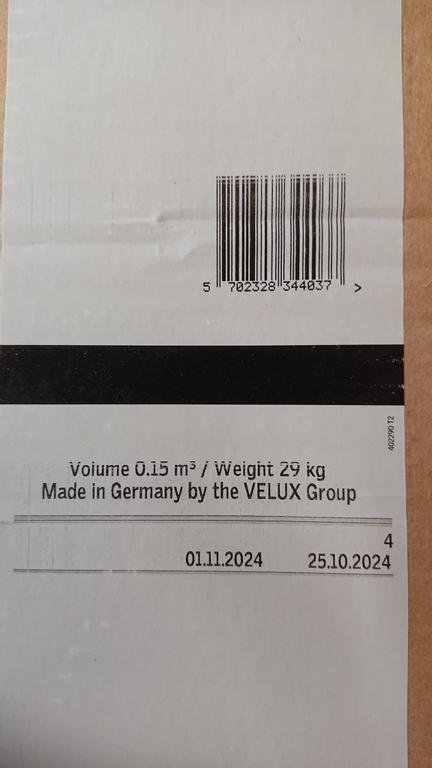 5 702328 344037 >
402290 T2
Volume 0.15 m³ / Weight 29 kg
Made in Germany by the VELUX Group
4
01.11.2024 25.10.2024